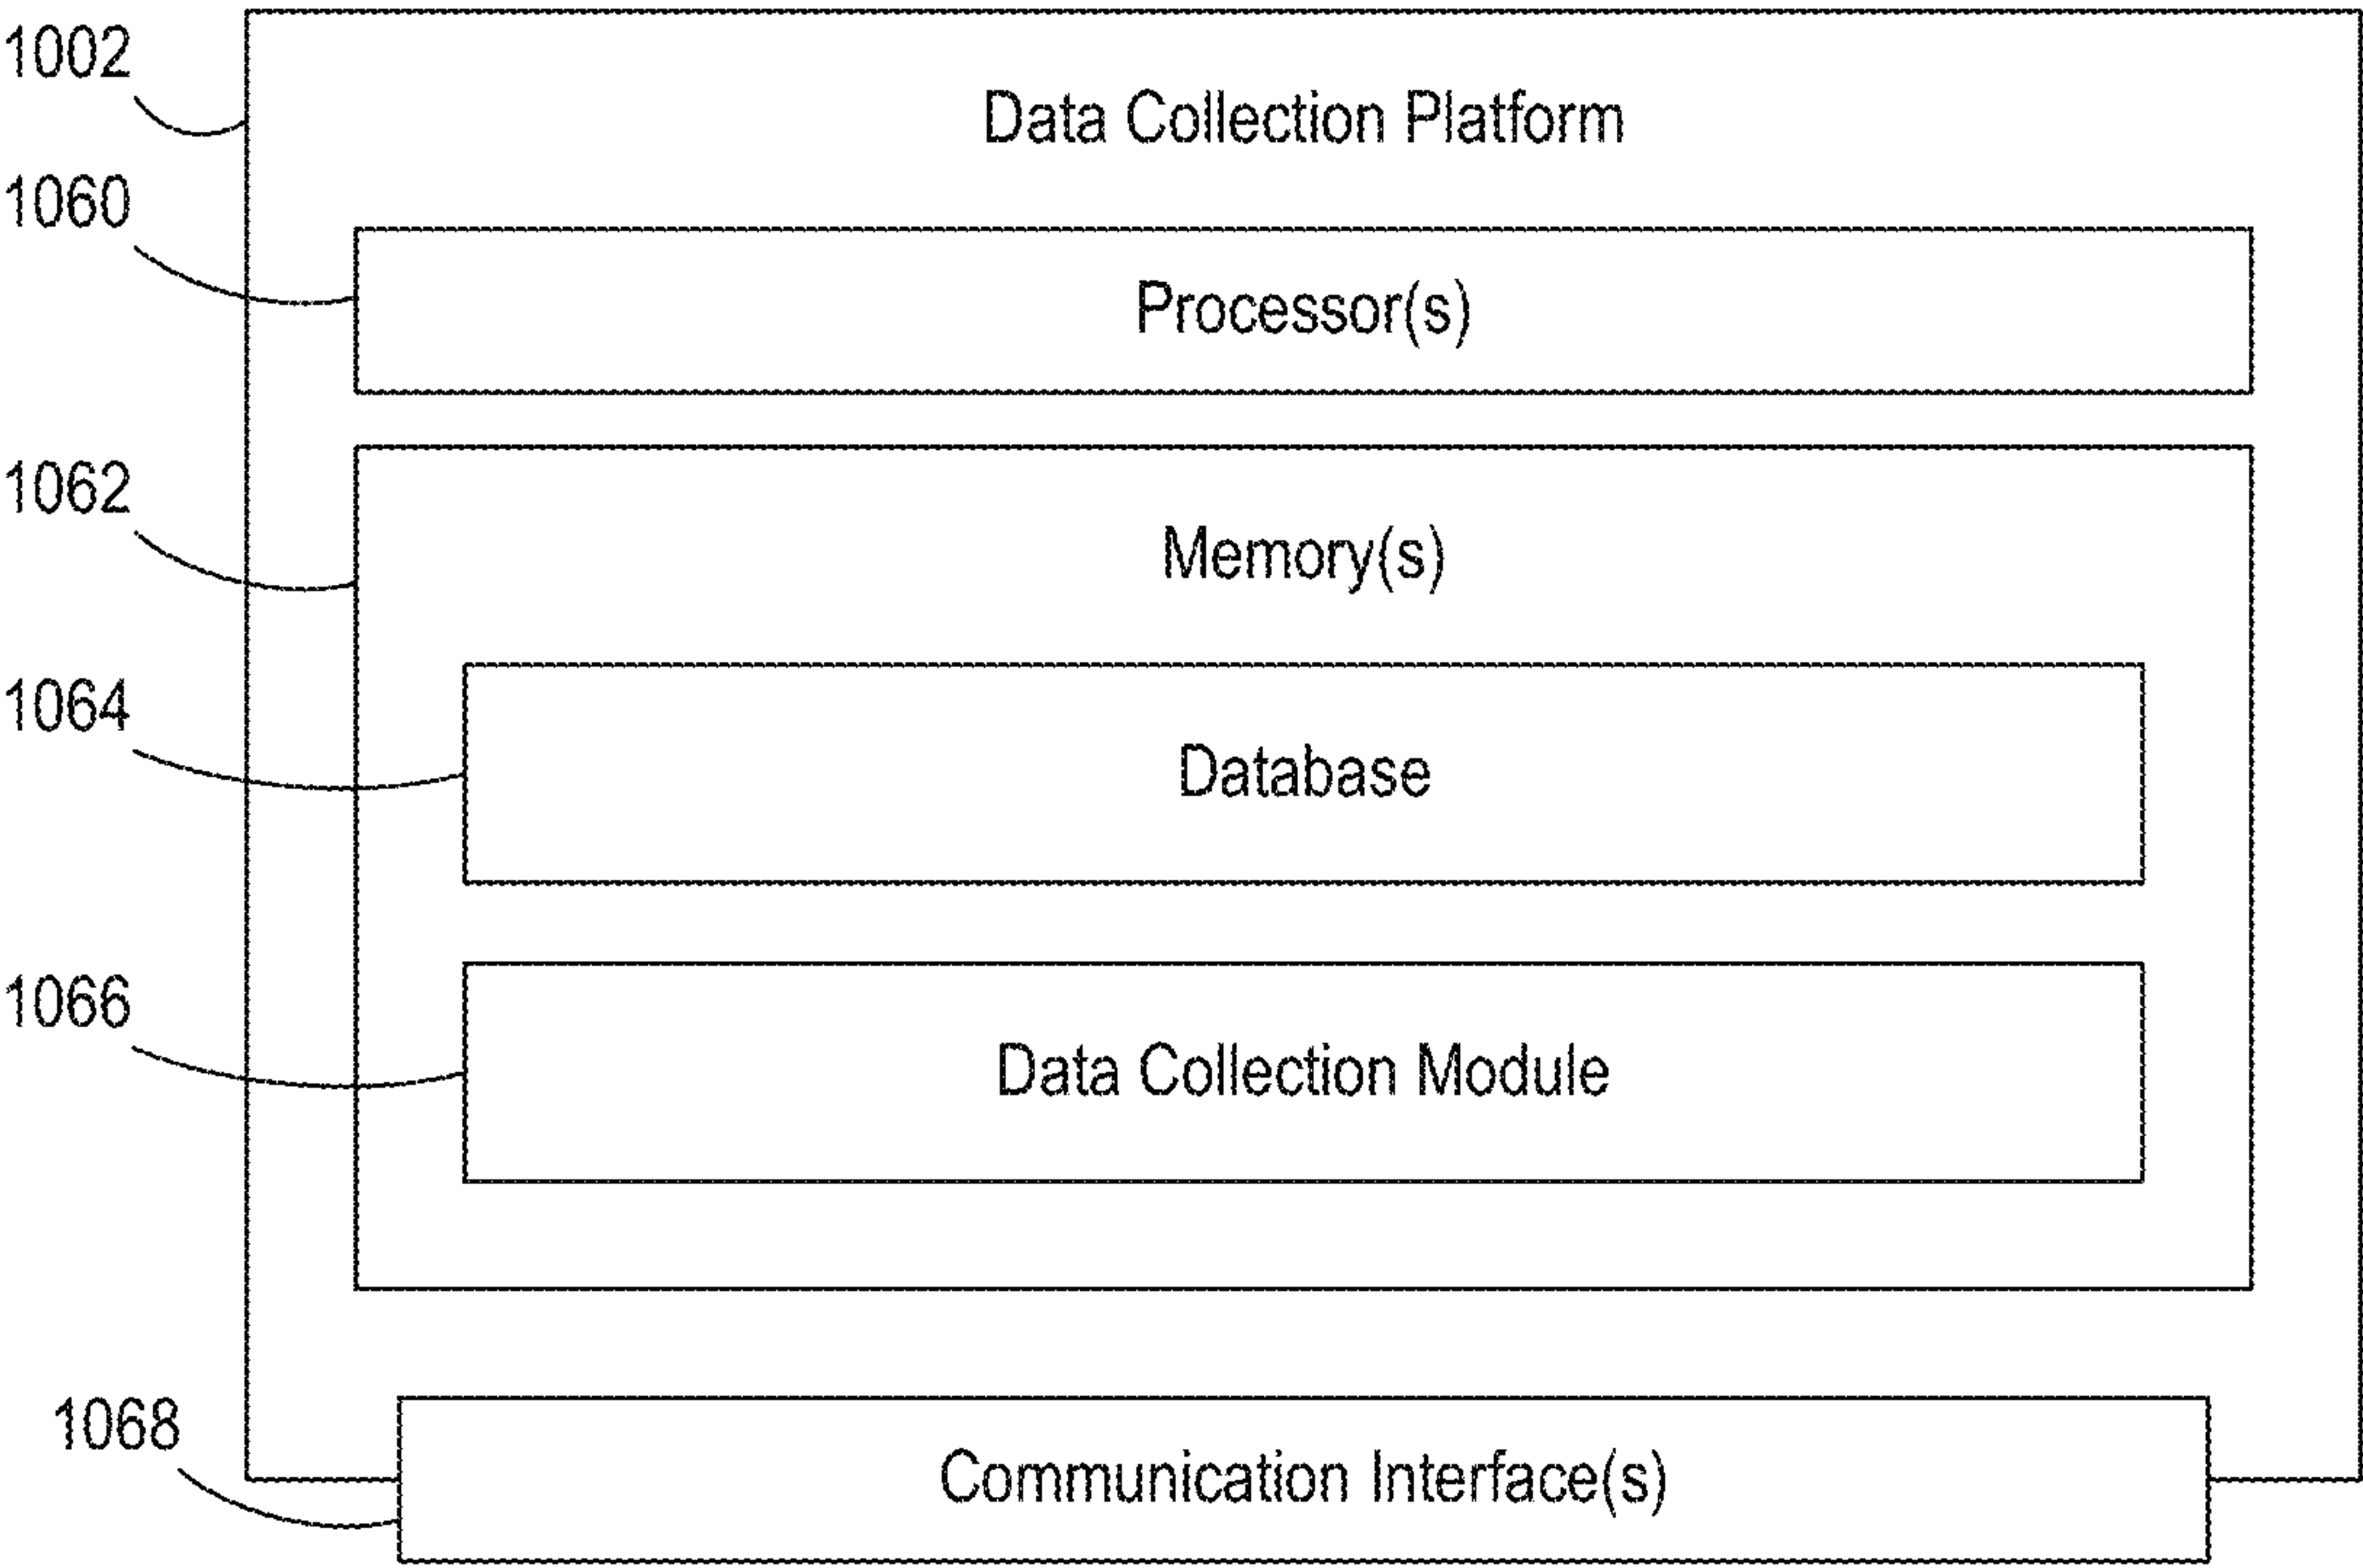 1002
Data Collection Platform
1060
Processor(s)
1062
Memory(s)
1064
Database
1066
Data Collection Module
1068
Communication Interface(s)